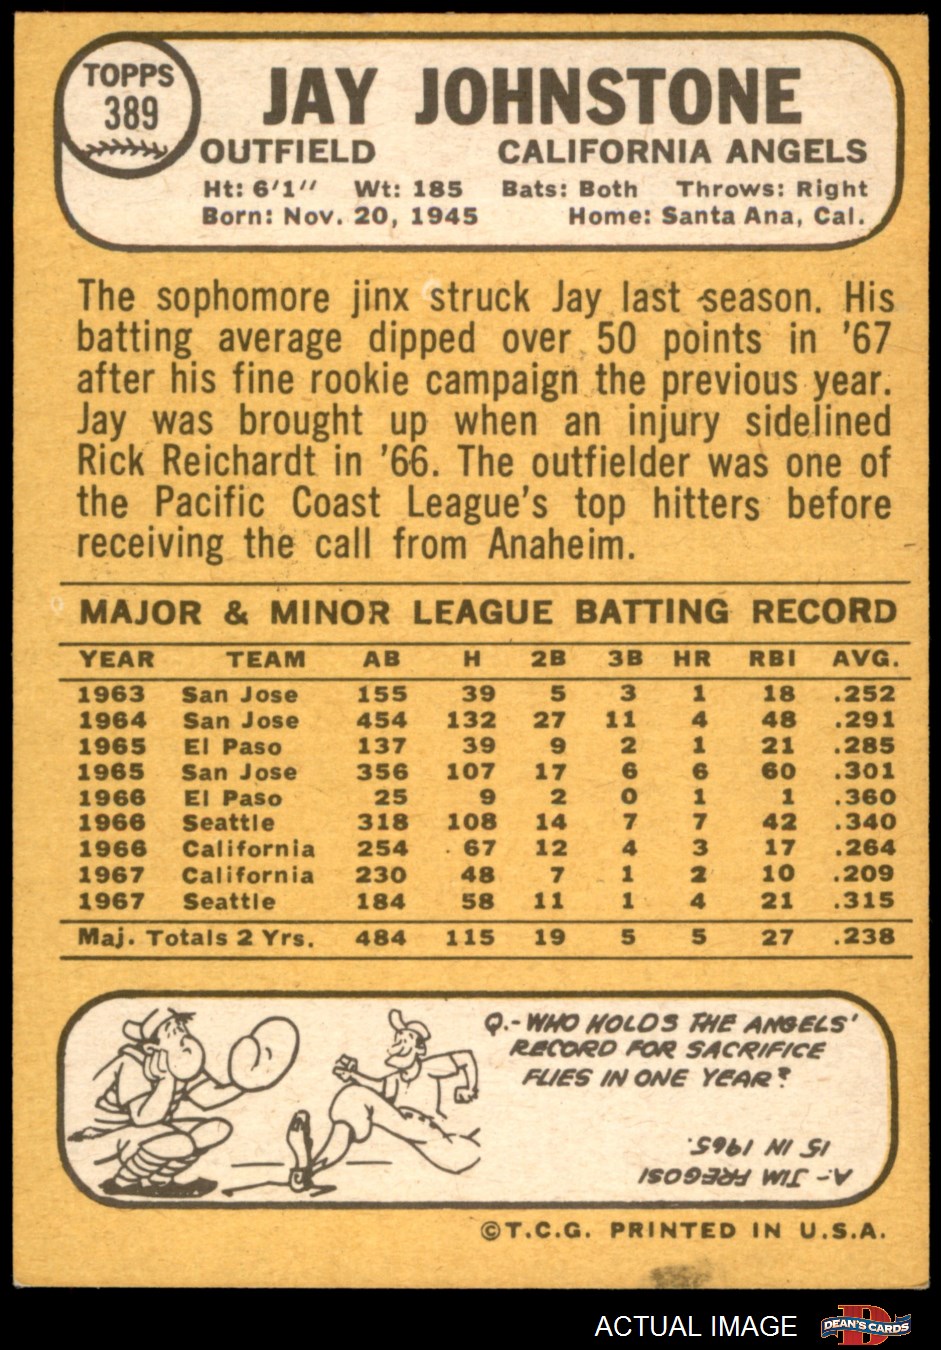 TOPPS
389
JAY JOHNSTONE
OUTFIELD CALIFORNIA ANGELS
Ht: 6'1" Wt: 185 Bats: Both Throws: Right
Born: Nov. 20, 1945 Home: Santa Ana, Cal.
The sophomore jinx struck Jay last season. His
batting average dipped over 50 points in '67
after his fine rookie campaign the previous year.
Jay was brought up when an injury sidelined
Rick Reichardt in '66. The outfielder was one of
the Pacific Coast League's top hitters before
receiving the call from Anaheim.
MAJOR & MINOR LEAGUE BATTING RECORD
YEAR TEAM AB H 2B 3B HR RBI AVG.
1963 San Jose 155 39 5 3 1 18 .252
1964 San Jose 454 132 27 11 4 48 .291
1965 El Paso 137 39 9 2 1 21 .285
1965 San Jose 356 107 17 6 6 60 .301
1966 El Paso 25 9 2 0 1 1 .360
1966 Seattle 318 108 14 7 7 42 .340
1966 California 254 67 12 4 3 17 .264
1967 California 230 48 7 1 2 10 .209
1967 Seattle 184 58 11 1 4 21 .315
Maj. Totals 2 Yrs. 484 115 19 5 5 27 .238
Q.-WHO HOLDS THE ANGELS'
RECORD FOR SACRIFICE
FLIES IN ONE YEAR?
A.- JIM FREGOSI
15 IN 1965.
©T.C.G. PRINTED IN U.S.A.
ACTUAL IMAGE
D
DEAN'S CARDS